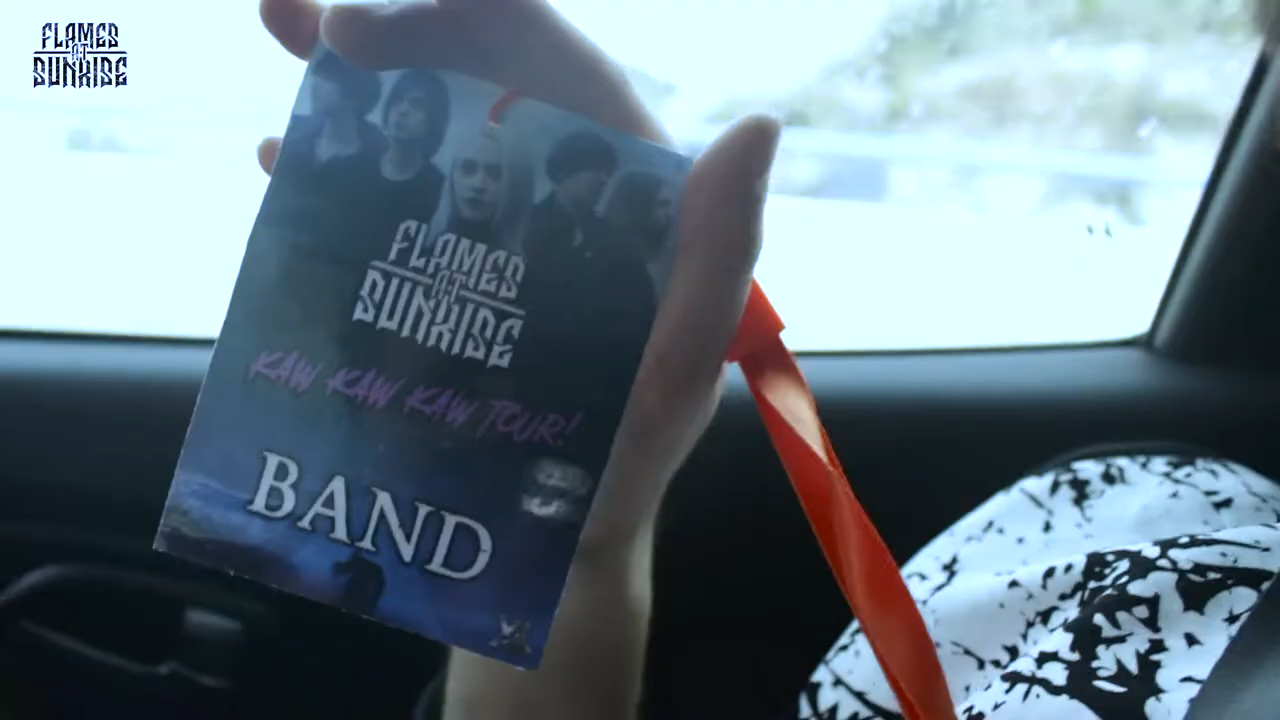 FLAMES
AT
SUNRISE
FLAMES
AT
SUNRISE
KAW KAW KAW TOUR!
BAND